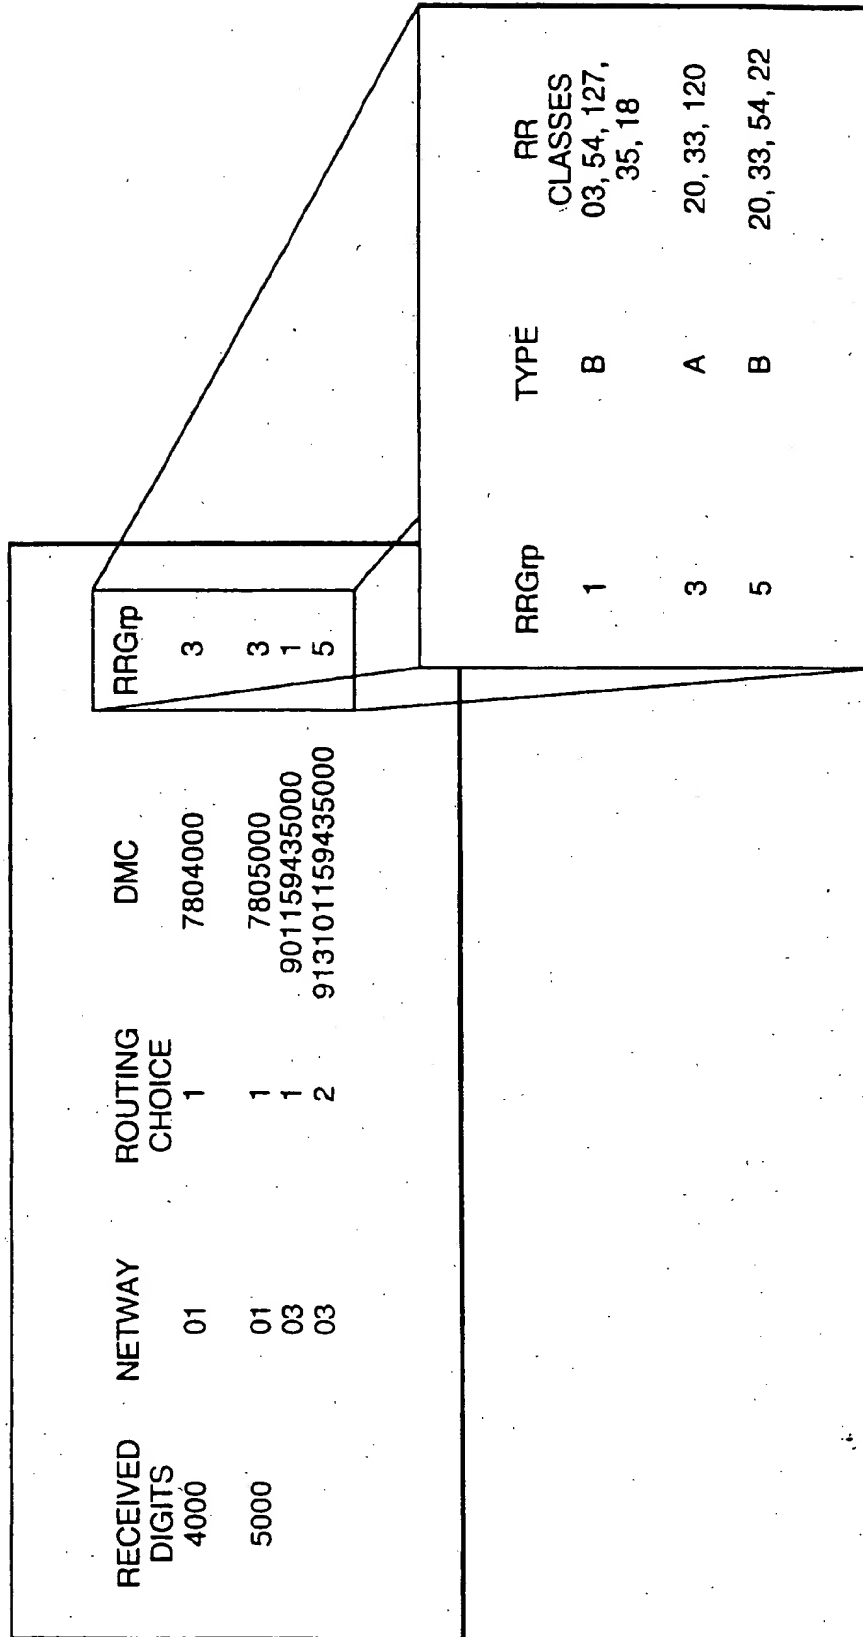 RECEIVED DIGITS NETWAY ROUTING CHOICE DMC RRGrp
4000 01 1 7804000 3
5000 01 1 7805000 3
03 1 901159435000 1
03 2 913101159435000 5
RRGrp TYPE RR CLASSES
1 B 03, 54, 127,
35, 18
3 A 20, 33, 120
5 B 20, 33, 54, 22